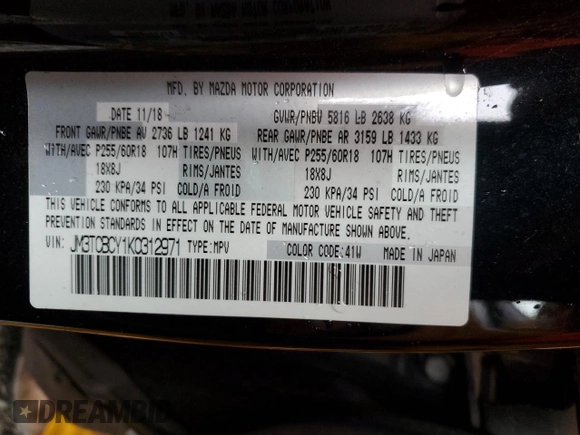 MFD. BY MAZDA MOTOR CORPORATION
DATE 11/18 GVWR/PNBV 5816 LB 2638 KG
FRONT GAWR/PNBE AV 2736 LB 1241 KG REAR GAWR/PNBE AR 3159 LB 1433 KG
WITH/AVEC P255/60R18 107H TIRES/PNEUS WITH/AVEC P255/60R18 107H TIRES/PNEUS
18X8J RIMS/JANTES 18X8J RIMS/JANTES
230 KPA/34 PSI COLD/A FROID 230 KPA/34 PSI COLD/A FROID
THIS VEHICLE CONFORMS TO ALL APPLICABLE FEDERAL MOTOR VEHICLE SAFETY AND THEFT
PREVENTION STANDARDS IN EFFECT ON THE DATE OF MANUFACTURE SHOWN ABOVE.
VIN: JM3TCBCY1K0312971 TYPE:MPV COLOR CODE:41W MADE IN JAPAN
DREAMBID